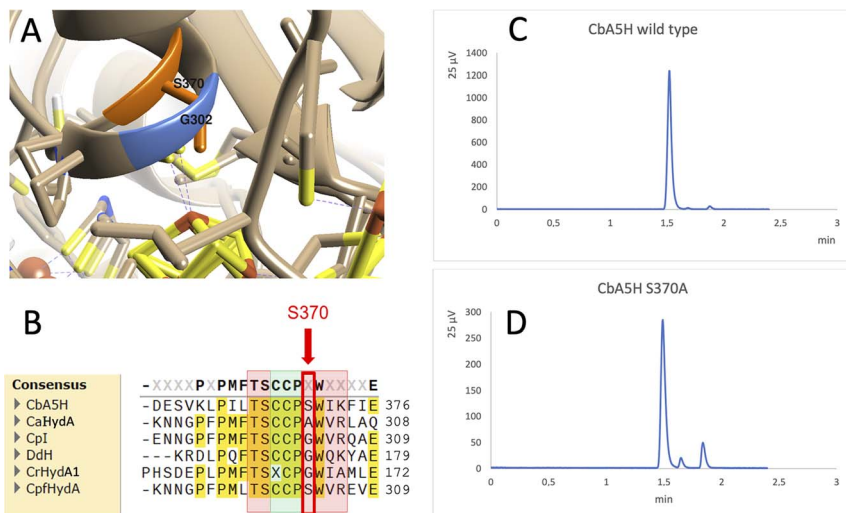 A
S370
G302
B
S370
Consensus -XXXXPXPMFTSCCPXWXXXXE
CbA5H -DESVKLPILTSCCPSWIKFIE 376
CaHydA -KNNGPFPMFTSCCPAWVRLAQ 308
CpI -ENNGPFPMFTSCCPGWVRQAE 309
DdH ---KRDLPQFTSCCPGWQKYAE 179
CrHydA1 PHSDEPLPMFTSXCPGWIAMLE 172
CpfHydA -KNNGPFPMLTSCCPSWVREVE 309
C
CbA5H wild type
25 µV
1400
1200
1000
800
600
400
200
0
0 0,5 1 1,5 2 2,5 3
min
D
CbA5H S370A
25 µV
300
250
200
150
100
50
0
0 0,5 1 1,5 2 2,5 3
min